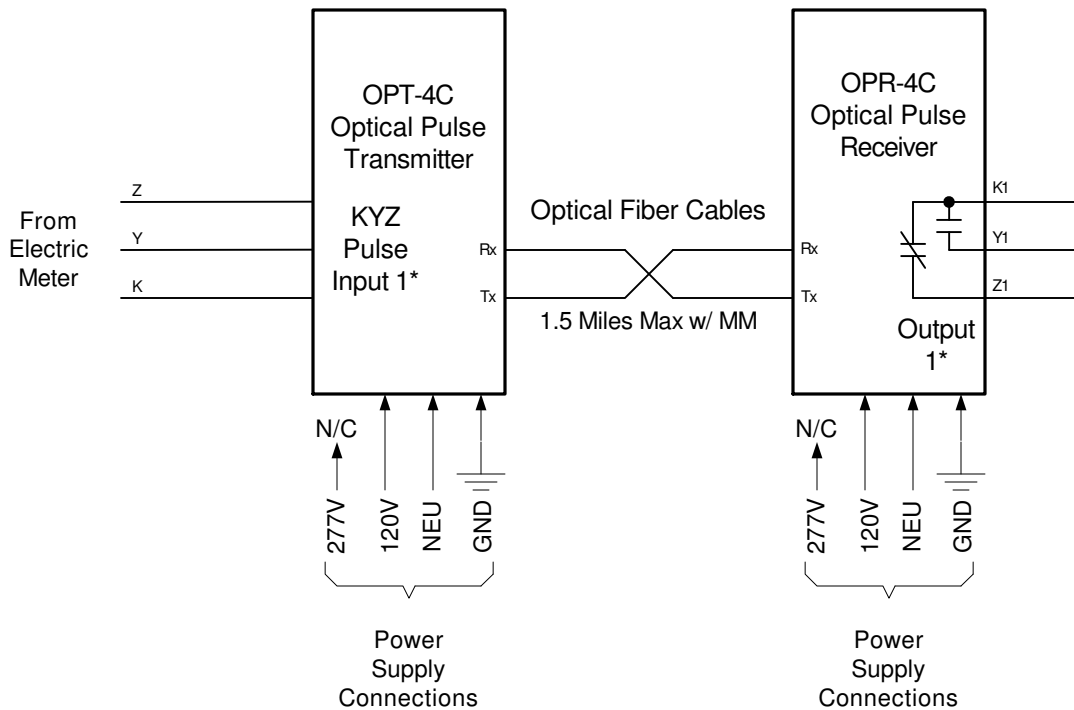 OPT-4C
Optical Pulse
Transmitter
KYZ
Pulse
Input 1*
From
Electric
Meter
Z
Y
K
Rx
Tx
Optical Fiber Cables
1.5 Miles Max w/ MM
OPR-4C
Optical Pulse
Receiver
Rx
Tx
K1
Y1
Z1
Output
1*
N/C
277V
120V
NEU
GND
Power
Supply
Connections
N/C
277V
120V
NEU
GND
Power
Supply
Connections